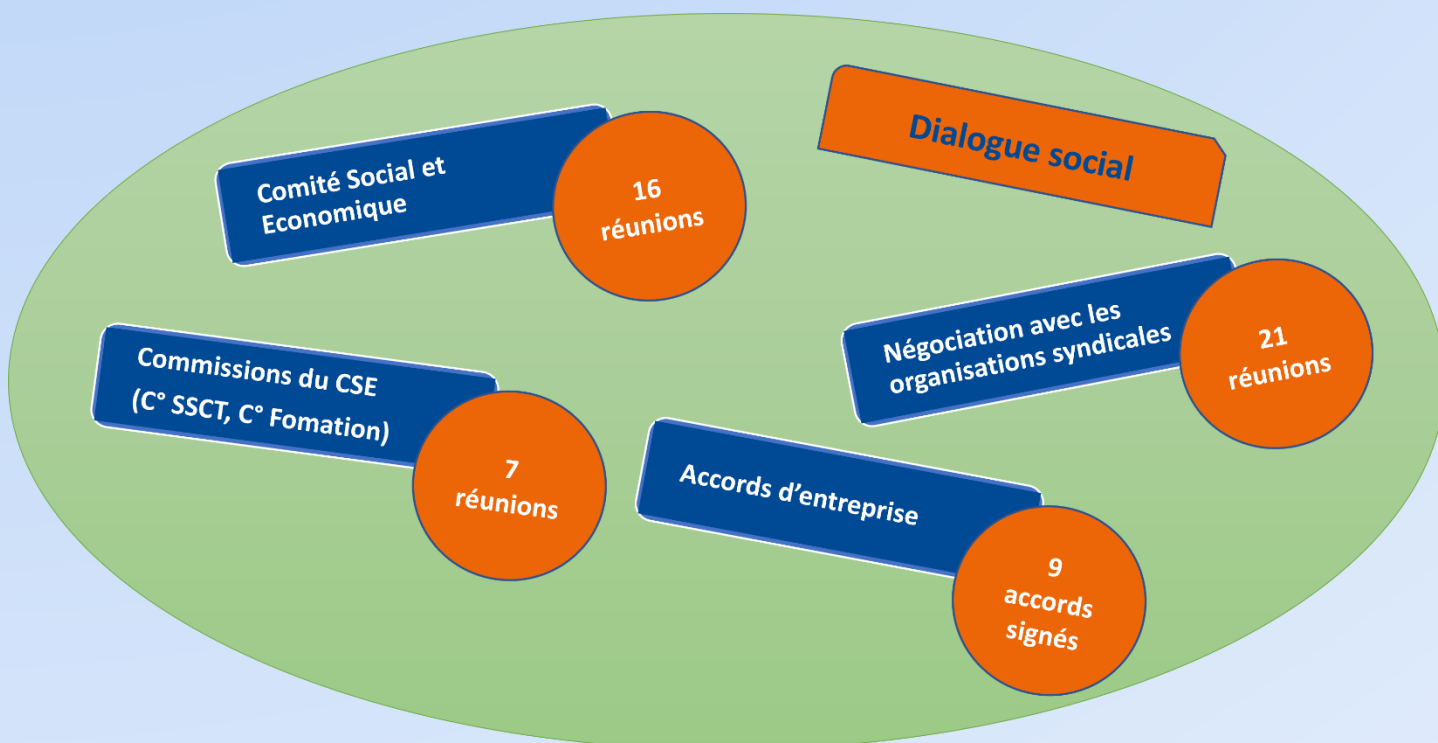 Dialogue social
Comité Social et
Economique
16
réunions
Négociation avec les
organisations syndicales
21
réunions
Commissions du CSE
(C° SSCT, C° Fomation)
7
réunions
Accords d’entreprise
9
accords
signés